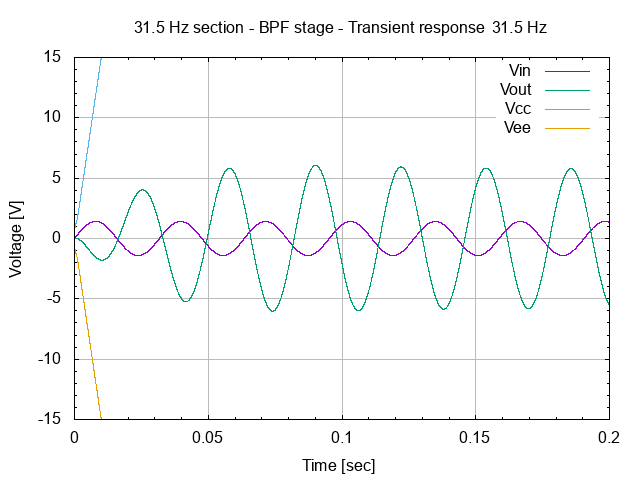 31.5 Hz section - BPF stage - Transient response 31.5 Hz
Vin
Vout
Vcc
Vee
Voltage [V]
15
10
5
0
-5
-10
-15
0 0.05 0.1 0.15 0.2
Time [sec]